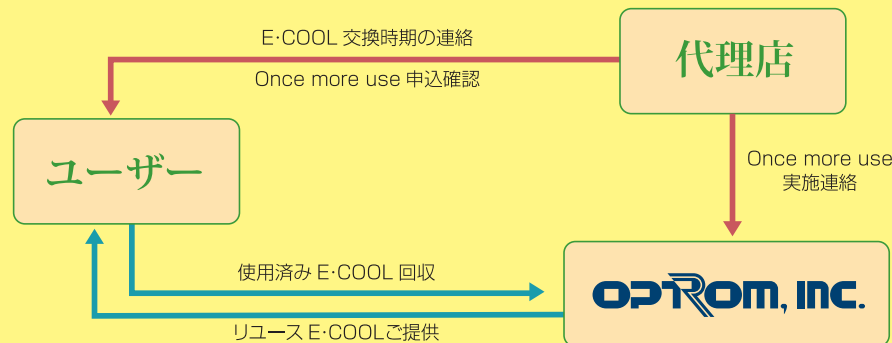 E·COOL 交換時期の連絡
Once more use 申込確認
代理店
ユーザー
Once more use
実施連絡
使用済み E·COOL 回収
リユース E·COOLご提供
OPTROM, INC.